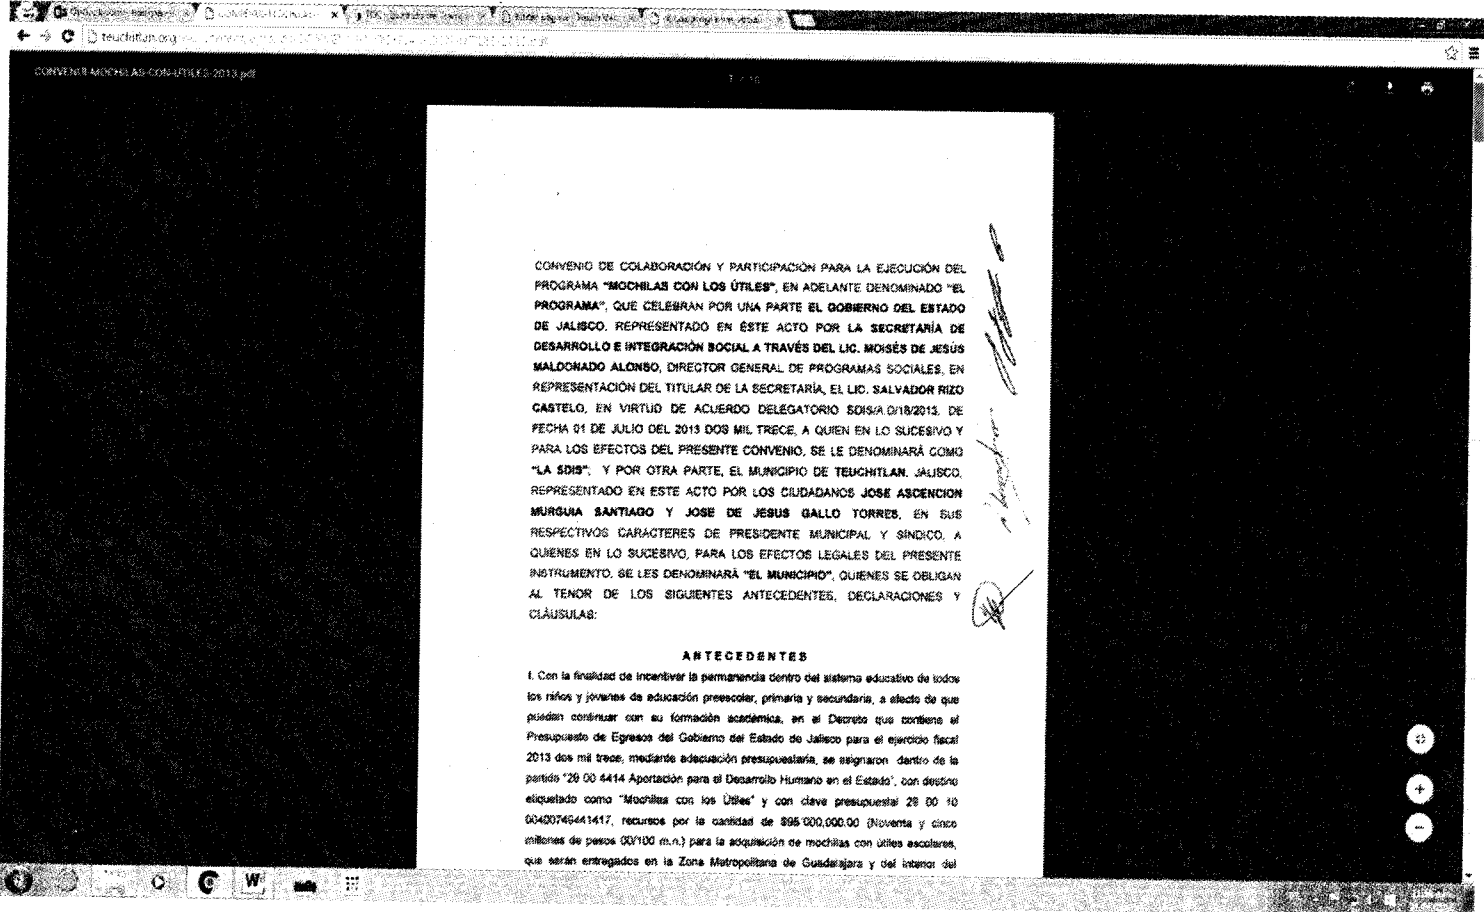 teuchitlan.org
CONVENIO-MOCHILAS-CON-UTILES-2013.pdf
CONVENIO DE COLABORACIÓN Y PARTICIPACIÓN PARA LA EJECUCIÓN DEL
PROGRAMA "MOCHILAS CON LOS ÚTILES", EN ADELANTE DENOMINADO "EL
PROGRAMA", QUE CELEBRAN POR UNA PARTE EL GOBIERNO DEL ESTADO
DE JALISCO, REPRESENTADO EN ÉSTE ACTO POR LA SECRETARÍA DE
DESARROLLO E INTEGRACIÓN SOCIAL A TRAVÉS DEL LIC. MOISÉS DE JESÚS
MALDONADO ALONSO, DIRECTOR GENERAL DE PROGRAMAS SOCIALES, EN
REPRESENTACIÓN DEL TITULAR DE LA SECRETARÍA, EL LIC. SALVADOR RIZO
CASTELO, EN VIRTUD DE ACUERDO DELEGATORIO SDIS/A.D/18/2013, DE
FECHA 01 DE JULIO DEL 2013 DOS MIL TRECE, A QUIEN EN LO SUCESIVO Y
PARA LOS EFECTOS DEL PRESENTE CONVENIO, SE LE DENOMINARÁ COMO
"LA SDIS"; Y POR OTRA PARTE, EL MUNICIPIO DE TEUCHITLAN, JALISCO,
REPRESENTADO EN ESTE ACTO POR LOS CIUDADANOS JOSE ASCENCION
MURGUIA SANTIAGO Y JOSE DE JESUS GALLO TORRES, EN SUS
RESPECTIVOS CARACTERES DE PRESIDENTE MUNICIPAL Y SÍNDICO, A
QUIENES EN LO SUCESIVO, PARA LOS EFECTOS LEGALES DEL PRESENTE
INSTRUMENTO, SE LES DENOMINARÁ "EL MUNICIPIO", QUIENES SE OBLIGAN
AL TENOR DE LOS SIGUIENTES ANTECEDENTES, DECLARACIONES Y
CLÁUSULAS:
ANTECEDENTES
I. Con la finalidad de incentivar la permanencia dentro del sistema educativo de todos
los niños y jóvenes de educación preescolar, primaria y secundaria, a efecto de que
puedan continuar con su formación académica, en el Decreto que contiene el
Presupuesto de Egresos del Gobierno del Estado de Jalisco para el ejercicio fiscal
2013 dos mil trece, mediante adecuación presupuestaria, se asignaron dentro de la
partida "29 00 4414 Aportación para el Desarrollo Humano en el Estado", con destino
etiquetado como "Mochilas con los Útiles" y con clave presupuestal 29 00 10
recursos por la cantidad de $95'000,000.00 (Noventa y cinco
millones de pesos 00/100 m.n.) para la adquisición de mochilas con útiles escolares,
que serán entregados en la Zona Metropolitana de Guadalajara y del interior del